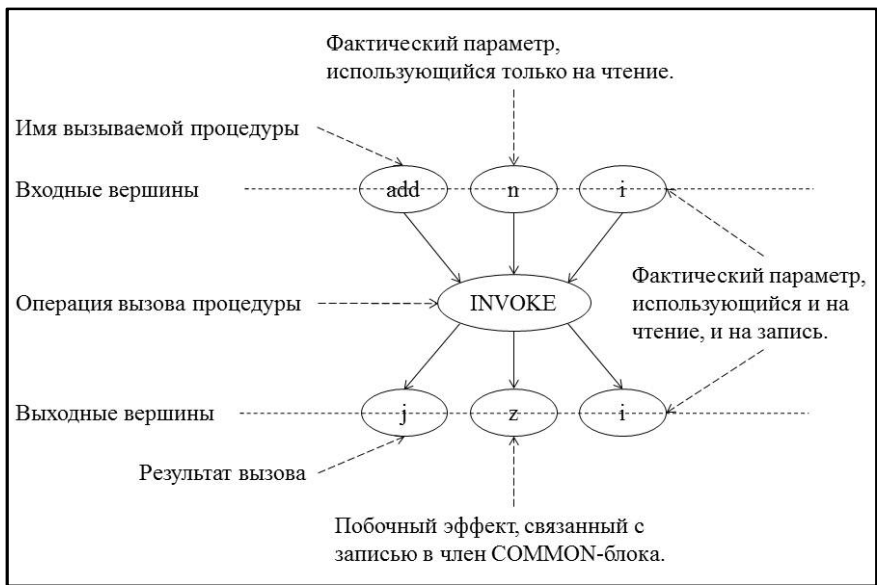 Фактический параметр,
использующийся только на чтение.
Имя вызываемой процедуры
Входные вершины
add
n
i
Операция вызова процедуры
INVOKE
Фактический параметр,
использующийся и на
чтение, и на запись.
Выходные вершины
j
z
i
Результат вызова
Побочный эффект, связанный с
записью в член COMMON-блока.